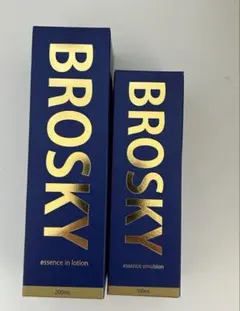 BROSKY
essence in lotion
200mL
BROSKY
essence emulsion
100mL